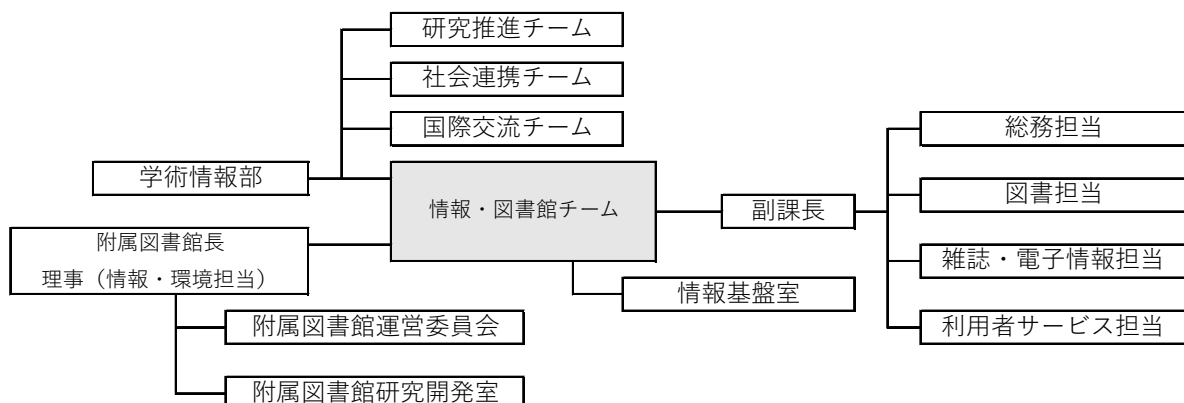 研究推進チーム
社会連携チーム
国際交流チーム
学術情報部
情報・図書館チーム
附属図書館長
理事（情報・環境担当）
附属図書館運営委員会
附属図書館研究開発室
情報基盤室
副課長
総務担当
図書担当
雑誌・電子情報担当
利用者サービス担当